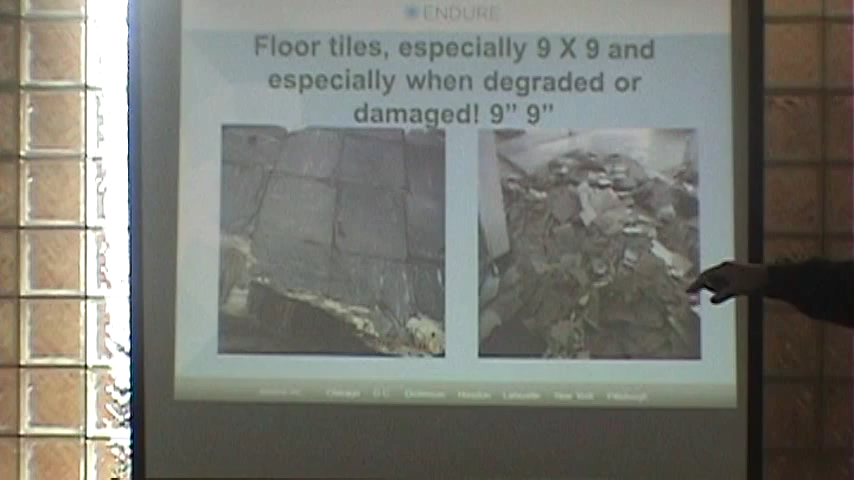 ENDURE
Floor tiles, especially 9 X 9 and
especially when degraded or
damaged! 9” 9”
Chicago D.C. Houston Lafayette New York Pittsburgh